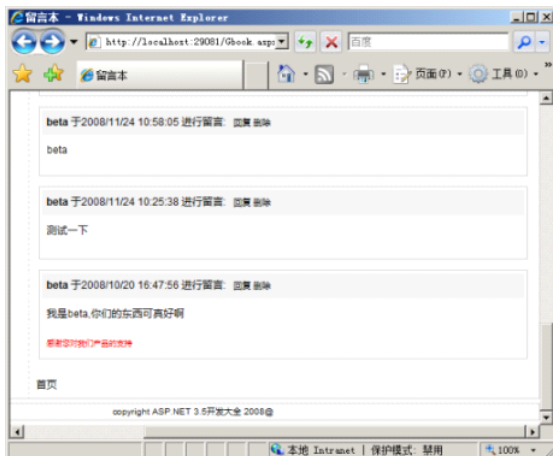 留言本 - Windows Internet Explorer
http://localhost:29081/Gbook.asp
百度
留言本
页面(P)
工具(O)
»
beta 于2008/11/24 10:58:05 进行留言: 回复 删除
beta
beta 于2008/11/24 10:25:38 进行留言: 回复 删除
测试一下
beta 于2008/10/20 16:47:56 进行留言: 回复 删除
我是beta,你们的东西可真好啊
感谢您对我们产品的支持
首页
copyright ASP.NET 3.5开发大全 2008@
本地 Intranet | 保护模式: 禁用
100%